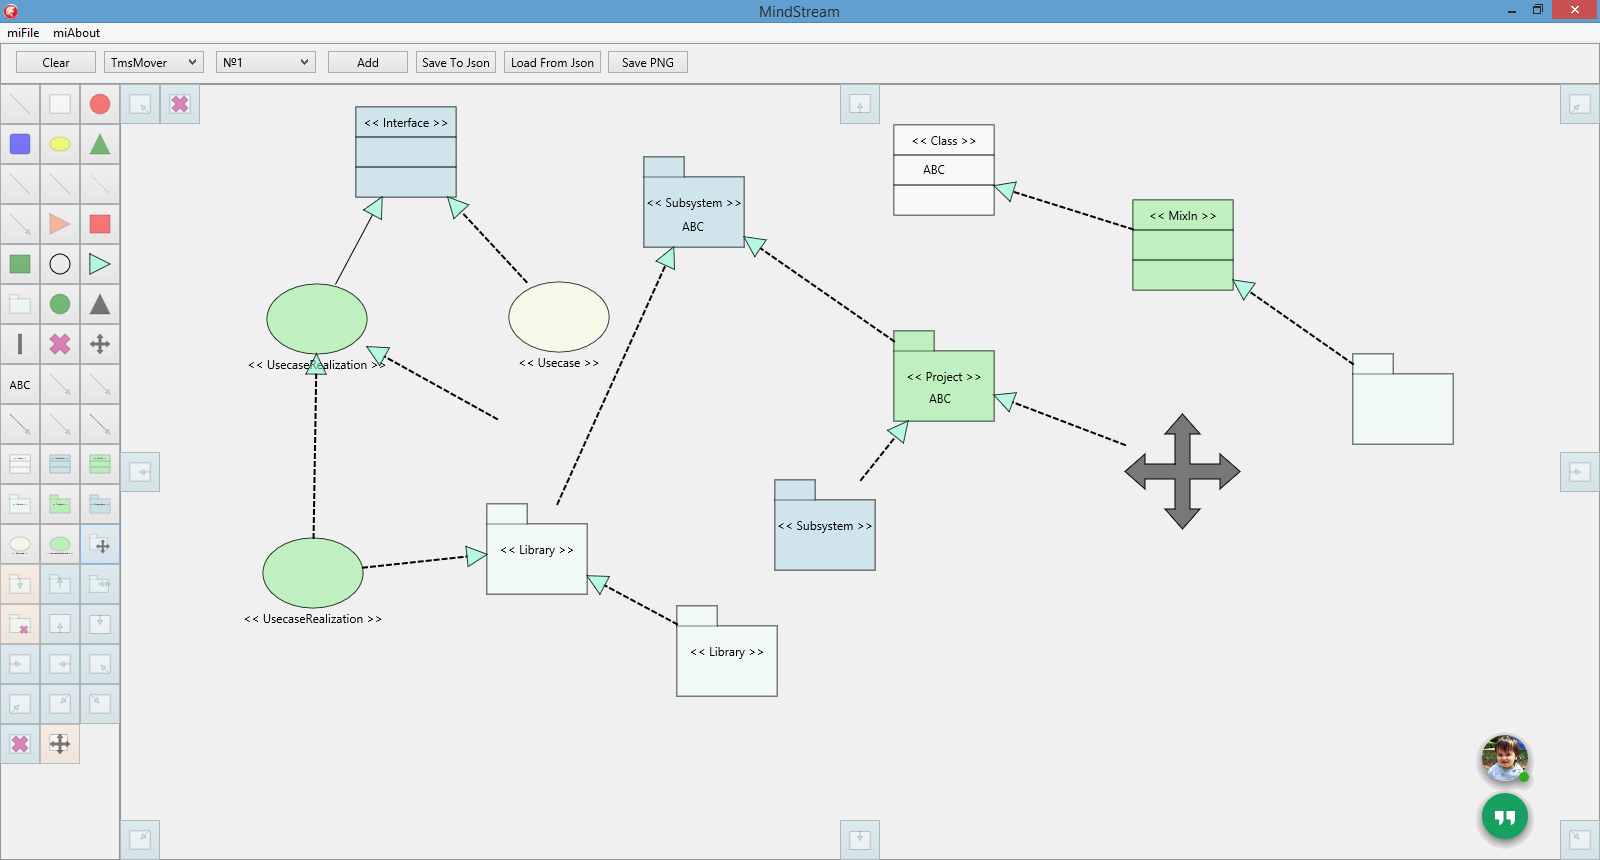 MindStream
miFile miAbout
Clear TmsMover №1 Add Save To Json Load From Json Save PNG
<< Interface >>
<< Class >>
ABC
<< Subsystem >>
ABC
<< MixIn >>
<< UsecaseRealization >>
<< Usecase >>
<< Project >>
ABC
ABC
<< Subsystem >>
<< Library >>
<< UsecaseRealization >>
<< Library >>